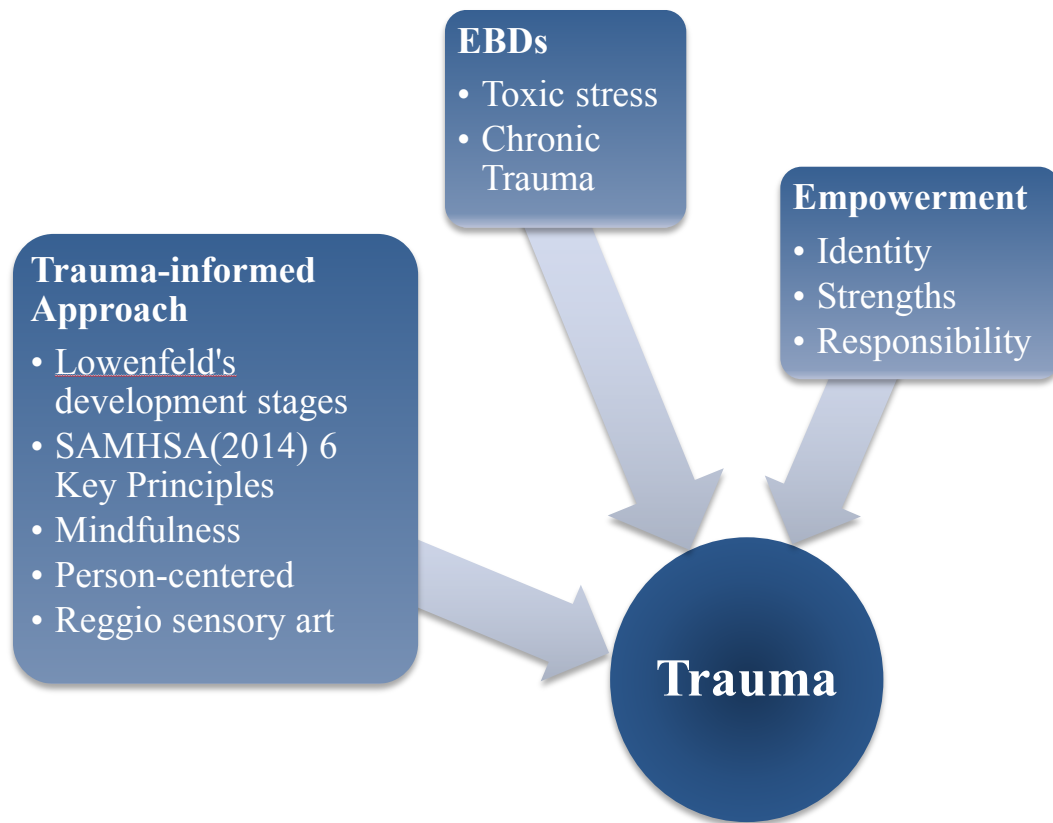 EBDs
• Toxic stress
• Chronic
Trauma
Empowerment
• Identity
• Strengths
• Responsibility
Trauma-informed
Approach
• Lowenfeld's
development stages
• SAMHSA(2014) 6
Key Principles
• Mindfulness
• Person-centered
• Reggio sensory art
Trauma